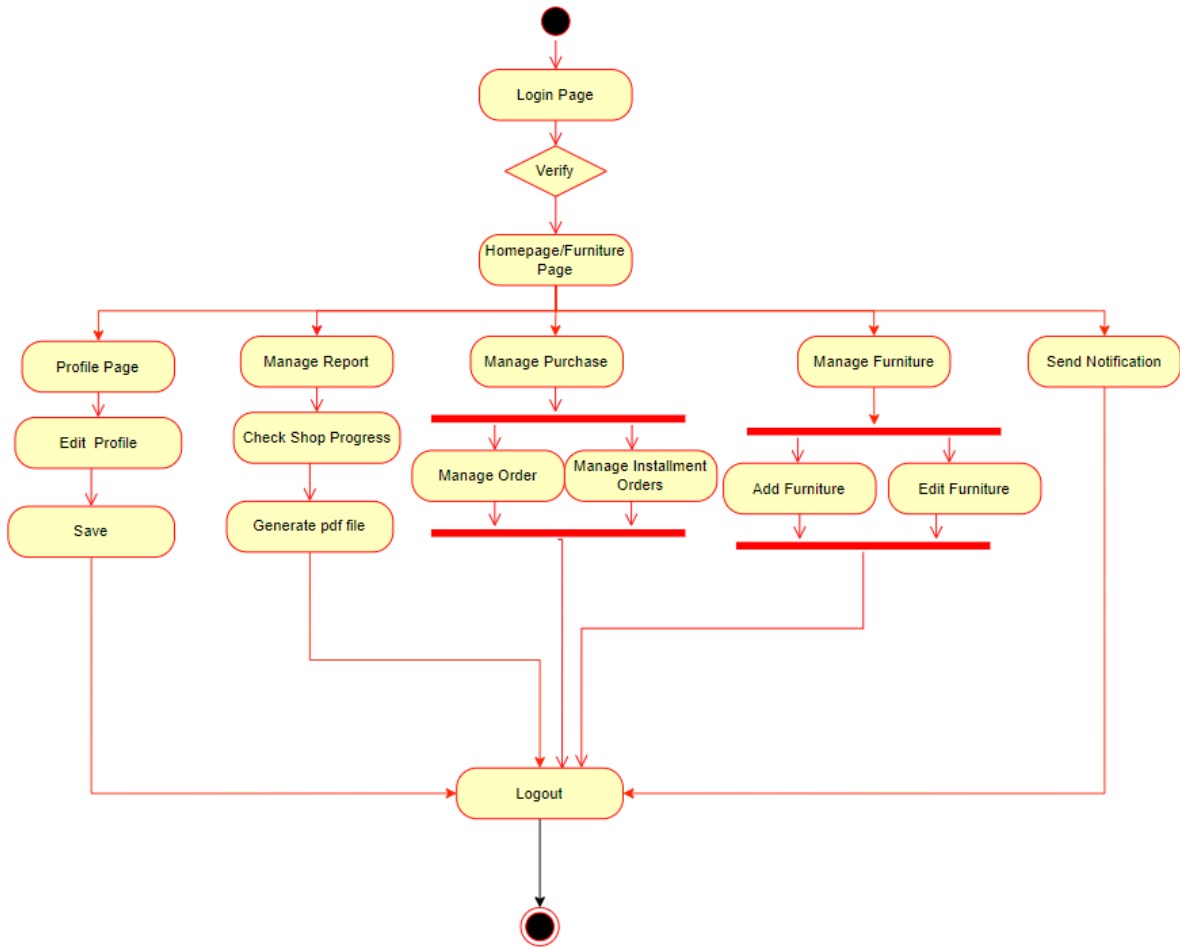 Login Page
Verify
Homepage/Furniture
Page
Profile Page
Manage Report
Manage Purchase
Manage Furniture
Send Notification
Edit Profile
Check Shop Progress
Manage Order
Manage Installment
Orders
Add Furniture
Edit Furniture
Save
Generate pdf file
Logout